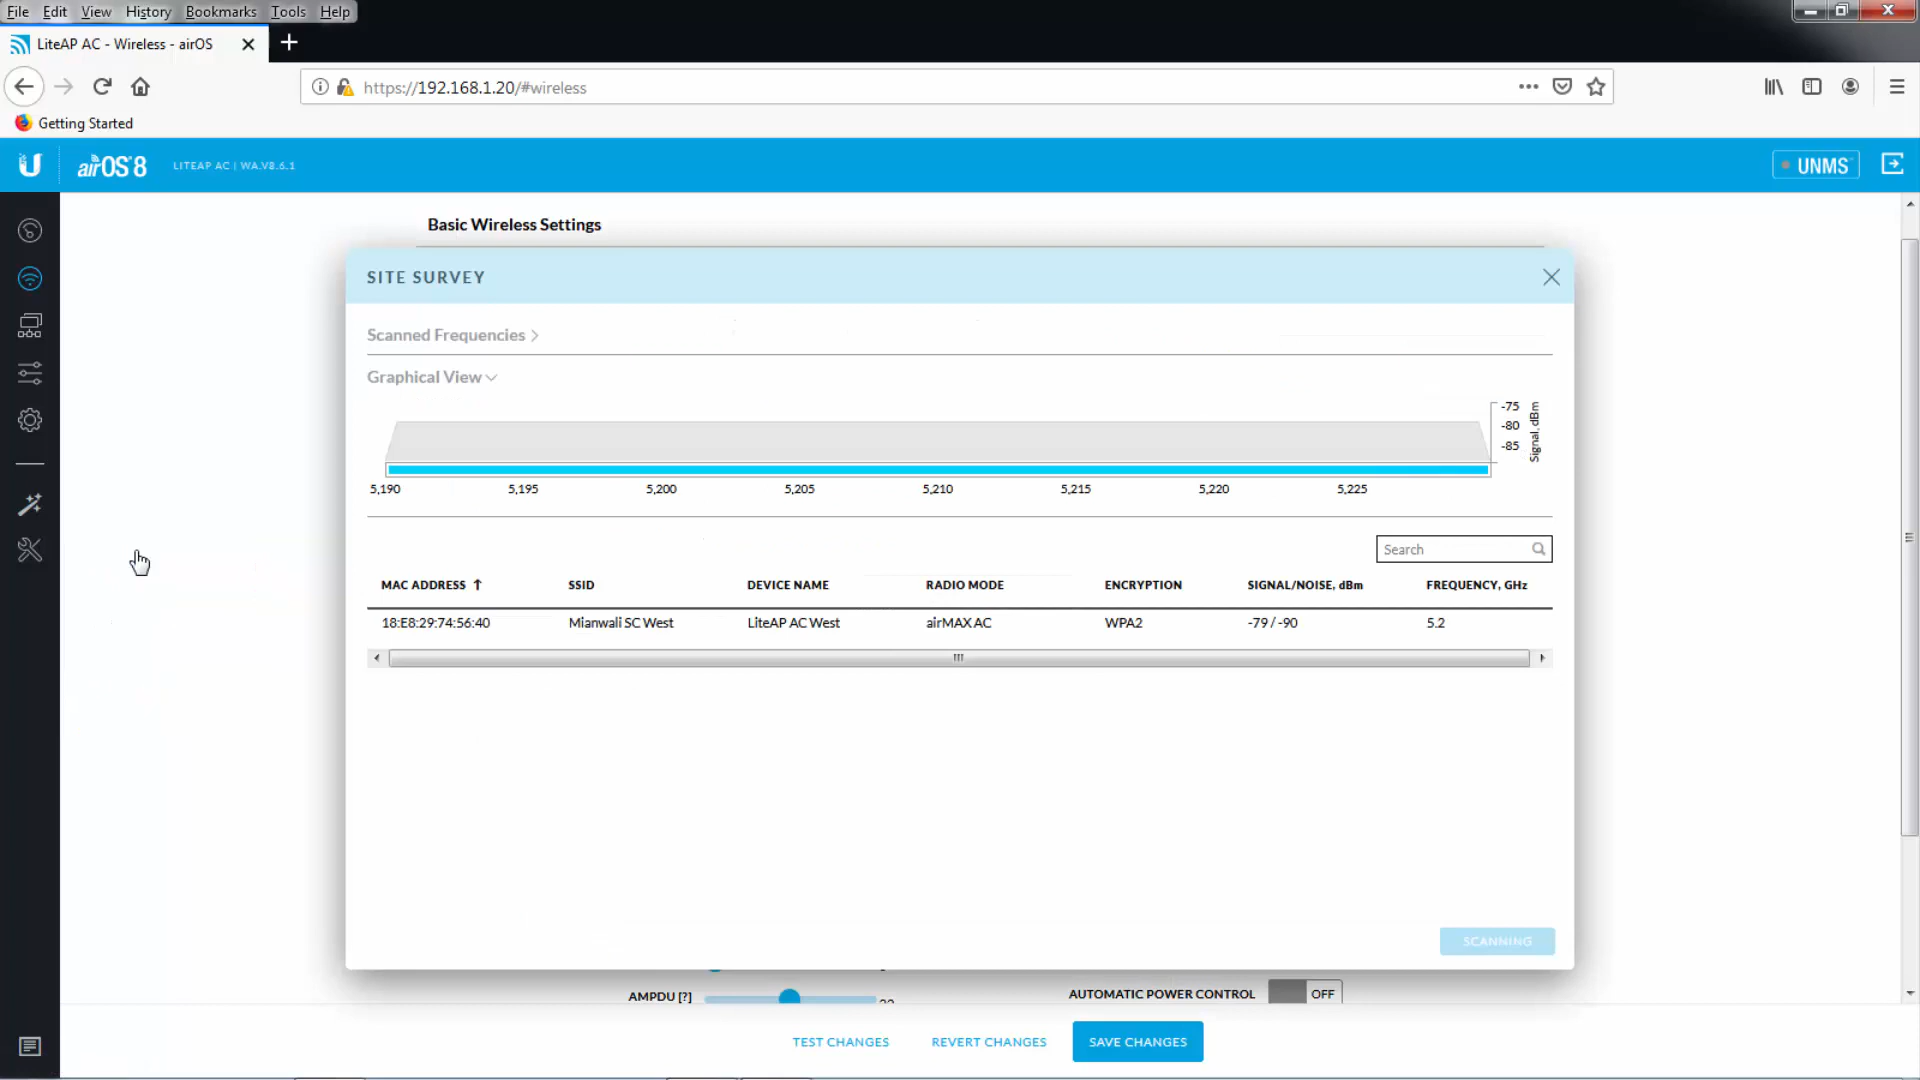 File Edit View History Bookmarks Tools Help
LiteAP AC - Wireless - airOS
https://192.168.1.20/#wireless
Getting Started
airOS 8 LITEAP AC | WA.V8.6.1 UNMS
Basic Wireless Settings
SITE SURVEY
Scanned Frequencies
Graphical View
-75
-80
-85
Signal, dBm
5,190 5,195 5,200 5,205 5,210 5,215 5,220 5,225
Search
MAC ADDRESS ↑ SSID DEVICE NAME RADIO MODE ENCRYPTION SIGNAL/NOISE, dBm FREQUENCY, GHz
18:E8:29:74:56:40 Mianwali SC West LiteAP AC West airMAX AC WPA2 -79 / -90 5.2
SCANNING
AMPDU [?] AUTOMATIC POWER CONTROL OFF
TEST CHANGES REVERT CHANGES SAVE CHANGES